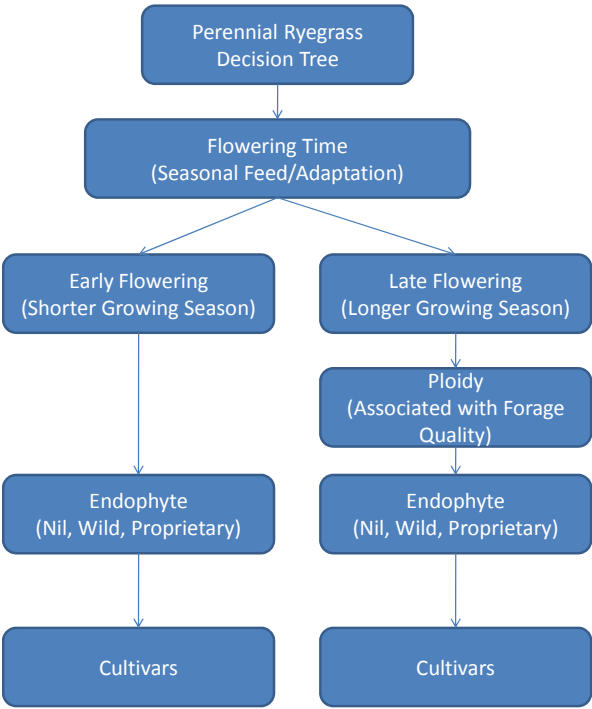 Perennial Ryegrass
Decision Tree
Flowering Time
(Seasonal Feed/Adaptation)
Early Flowering
(Shorter Growing Season)
Late Flowering
(Longer Growing Season)
Ploidy
(Associated with Forage
Quality)
Endophyte
(Nil, Wild, Proprietary)
Endophyte
(Nil, Wild, Proprietary)
Cultivars
Cultivars